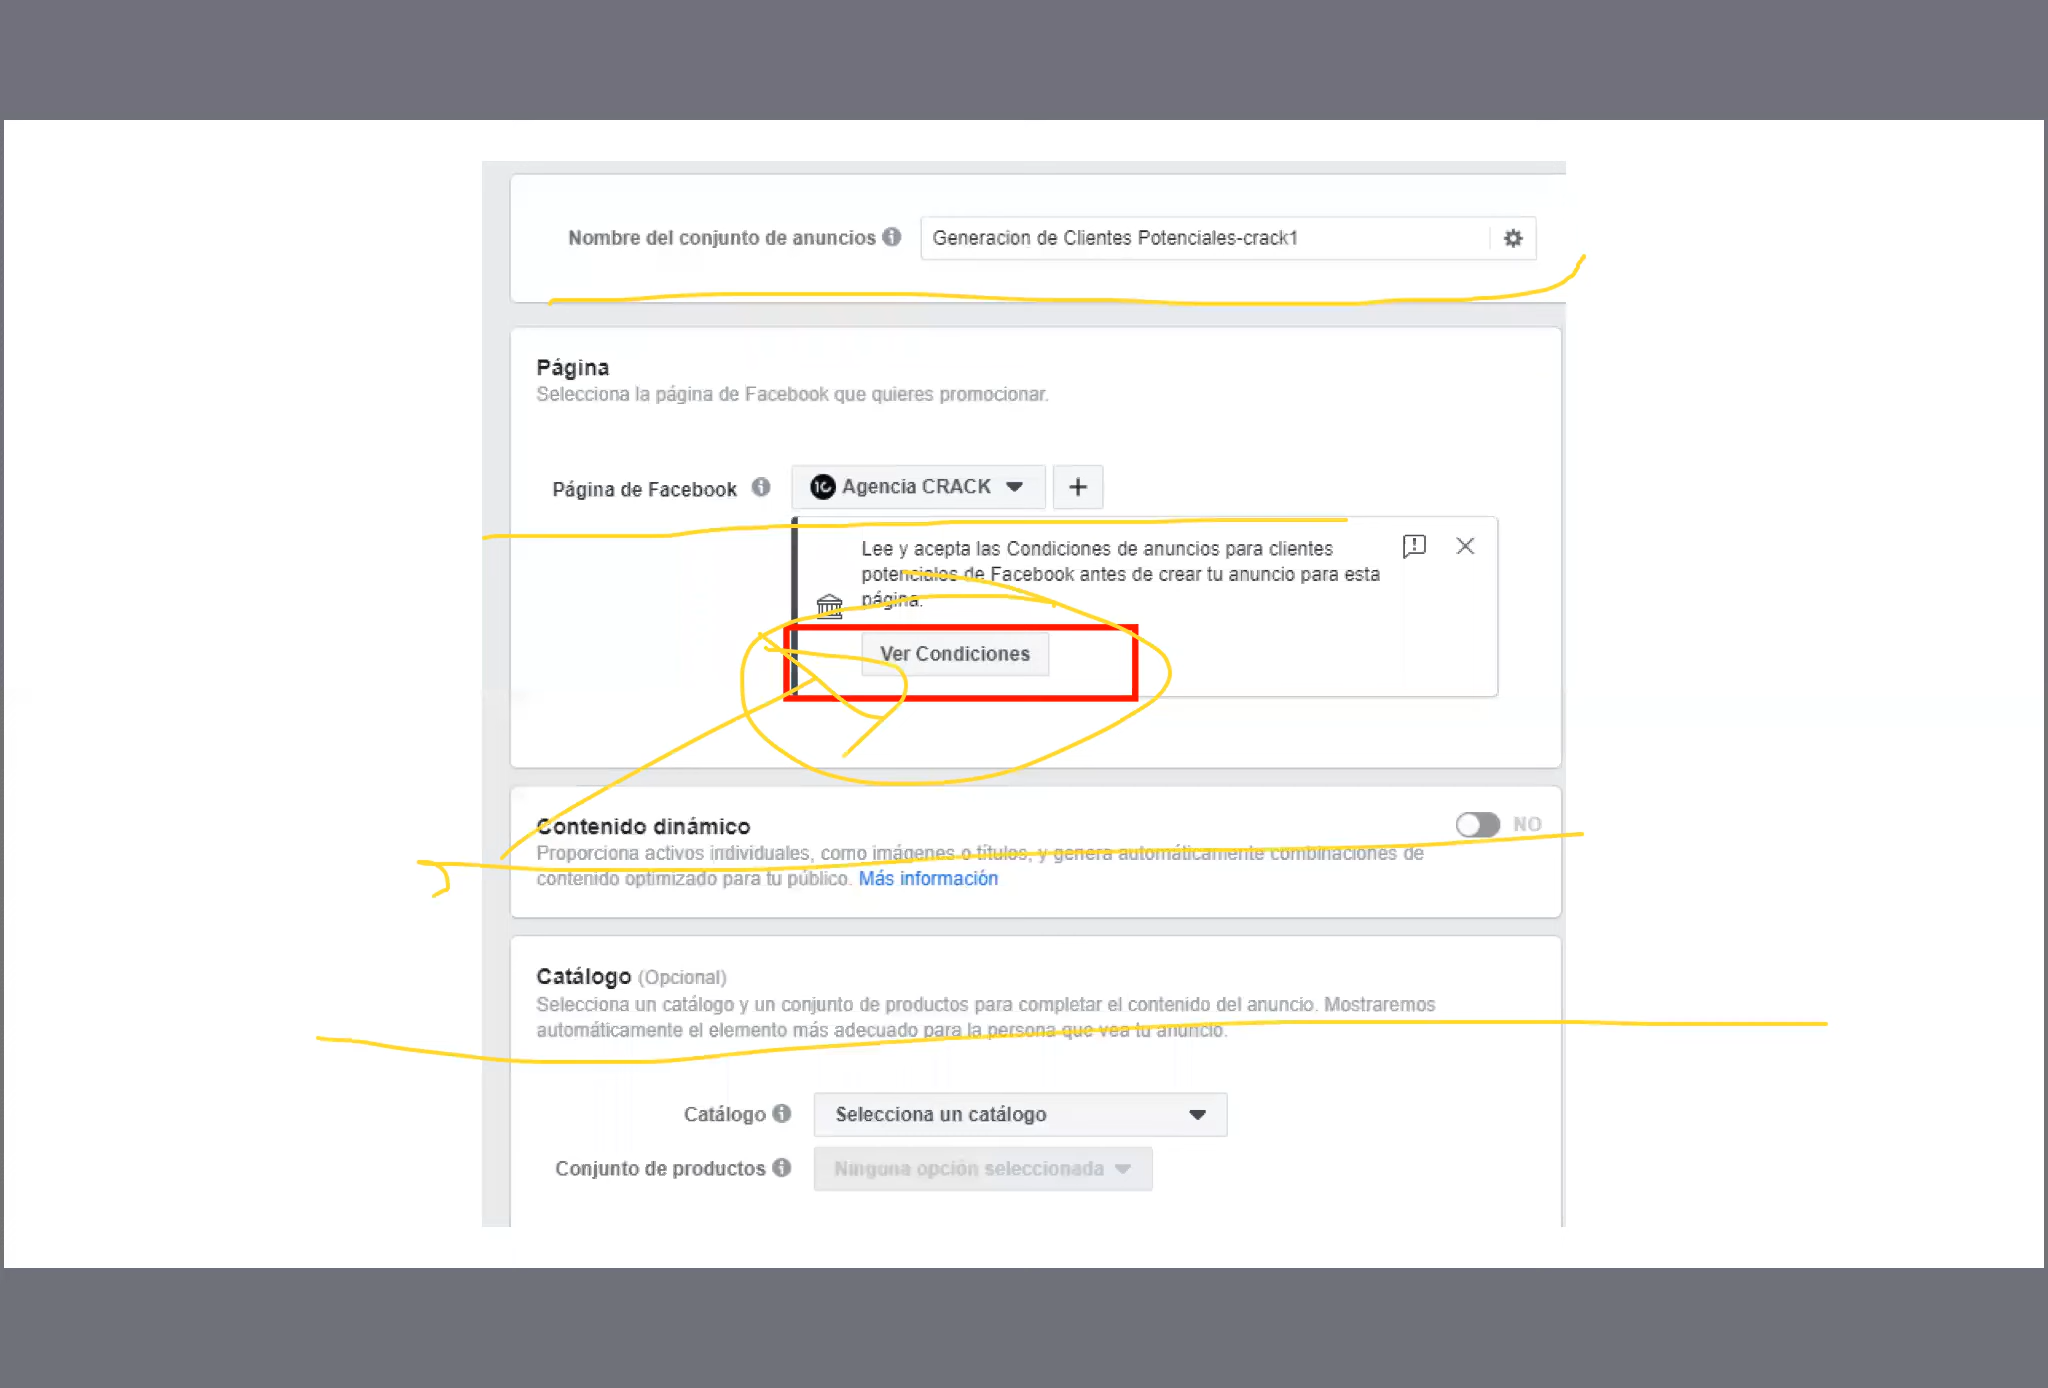 Nombre del conjunto de anuncios
Generacion de Clientes Potenciales-crack1
Página
Selecciona la página de Facebook que quieres promocionar.
Página de Facebook
Agencia CRACK
Lee y acepta las Condiciones de anuncios para clientes
potenciales de Facebook antes de crear tu anuncio para esta
página.
Ver Condiciones
Contenido dinámico
NO
Proporciona activos individuales, como imágenes o títulos, y genera automáticamente combinaciones de
contenido optimizado para tu público. Más información
Catálogo (Opcional)
Selecciona un catálogo y un conjunto de productos para completar el contenido del anuncio. Mostraremos
automáticamente el elemento más adecuado para la persona que vea tu anuncio.
Catálogo
Selecciona un catálogo
Conjunto de productos
Ninguna opción seleccionada